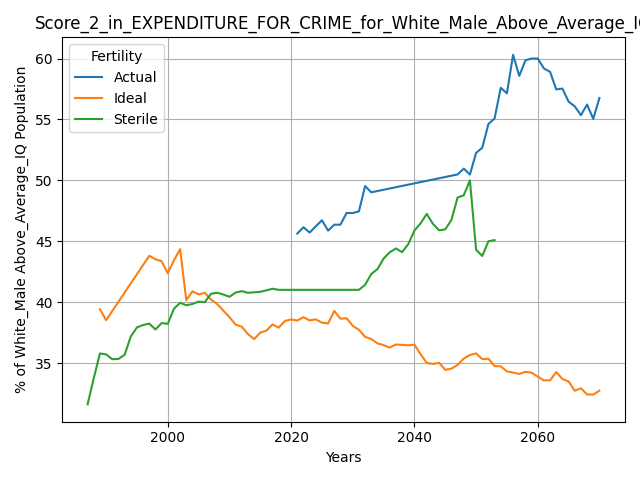 Score_2_in_EXPENDITURE_FOR_CRIME_for_White_Male_Above_Average_IQ
Fertility
Actual
Ideal
Sterile
% of White_Male Above_Average_IQ Population
60
55
50
45
40
35
2000
2020
2040
2060
Years